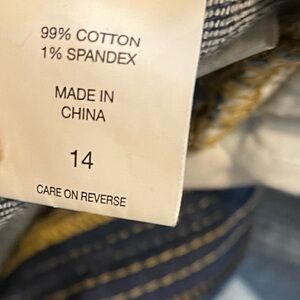 99% COTTON
1% SPANDEX
MADE IN
CHINA
14
CARE ON REVERSE